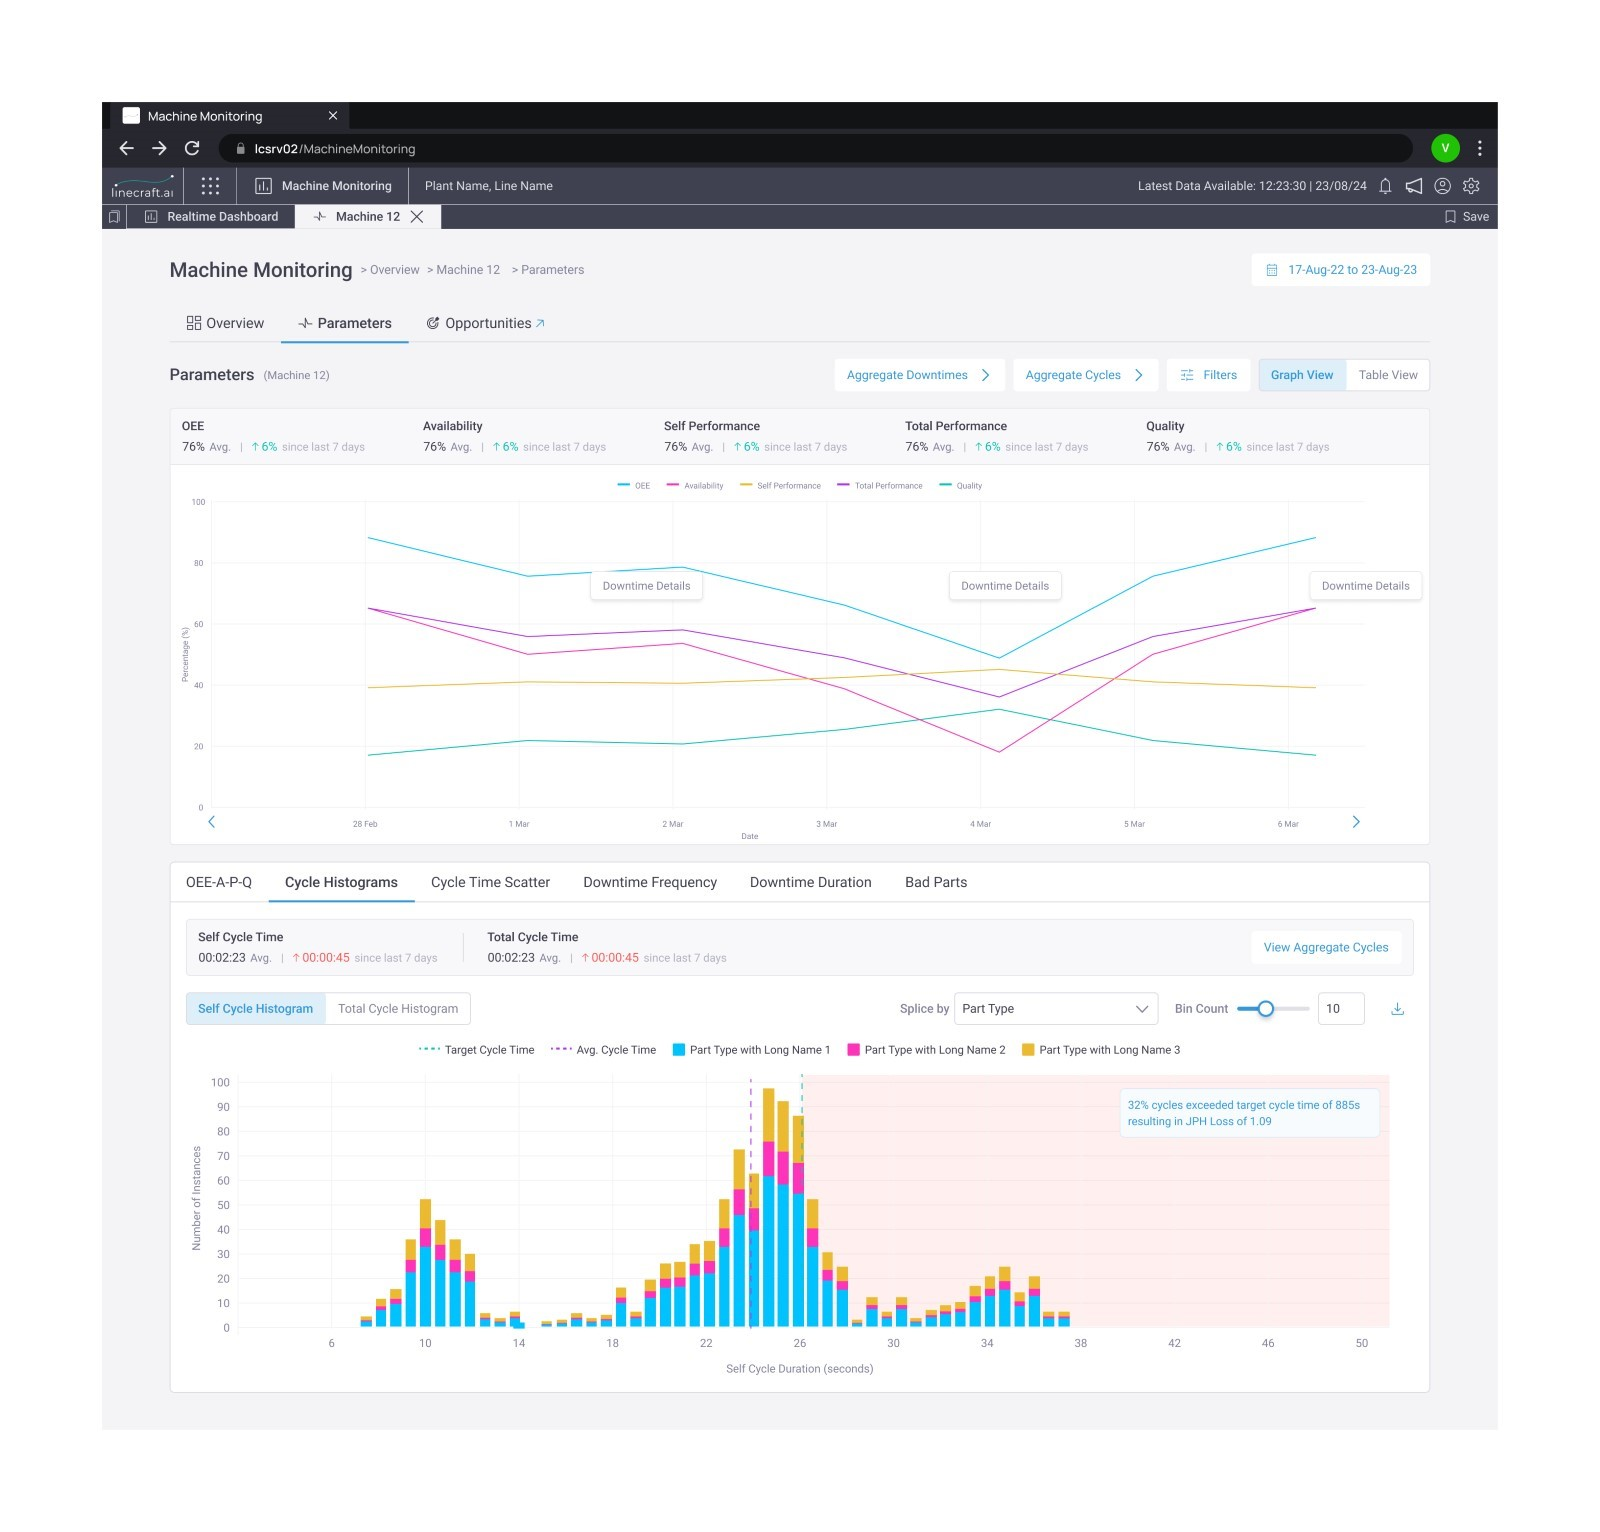 Machine Monitoring
lcsrv02/MachineMonitoring
V
linecraft.ai
Machine Monitoring
Plant Name, Line Name
Latest Data Available: 12:23:30 | 23/08/24
Realtime Dashboard
Machine 12
Save
Machine Monitoring > Overview > Machine 12 > Parameters
17-Aug-22 to 23-Aug-23
Overview
Parameters
Opportunities
Parameters (Machine 12)
Aggregate Downtimes
Aggregate Cycles
Filters
Graph View
Table View
OEE
76% Avg. | ↑ 6% since last 7 days
Availability
76% Avg. | ↑ 6% since last 7 days
Self Performance
76% Avg. | ↑ 6% since last 7 days
Total Performance
76% Avg. | ↑ 6% since last 7 days
Quality
76% Avg. | ↑ 6% since last 7 days
OEE Availability Self Performance Total Performance Quality
100
80
60
40
20
0
Percentage (%)
Downtime Details
Downtime Details
Downtime Details
28 Feb 1 Mar 2 Mar 3 Mar 4 Mar 5 Mar 6 Mar
Date
OEE-A-P-Q
Cycle Histograms
Cycle Time Scatter
Downtime Frequency
Downtime Duration
Bad Parts
Self Cycle Time
00:02:23 Avg. | ↑ 00:00:45 since last 7 days
Total Cycle Time
00:02:23 Avg. | ↑ 00:00:45 since last 7 days
View Aggregate Cycles
Self Cycle Histogram
Total Cycle Histogram
Splice by
Part Type
Bin Count
10
Target Cycle Time Avg. Cycle Time Part Type with Long Name 1 Part Type with Long Name 2 Part Type with Long Name 3
100
90
80
70
60
50
40
30
20
10
0
Number of Instances
32% cycles exceeded target cycle time of 885s
resulting in JPH Loss of 1.09
6 10 14 18 22 26 30 34 38 42 46 50
Self Cycle Duration (seconds)